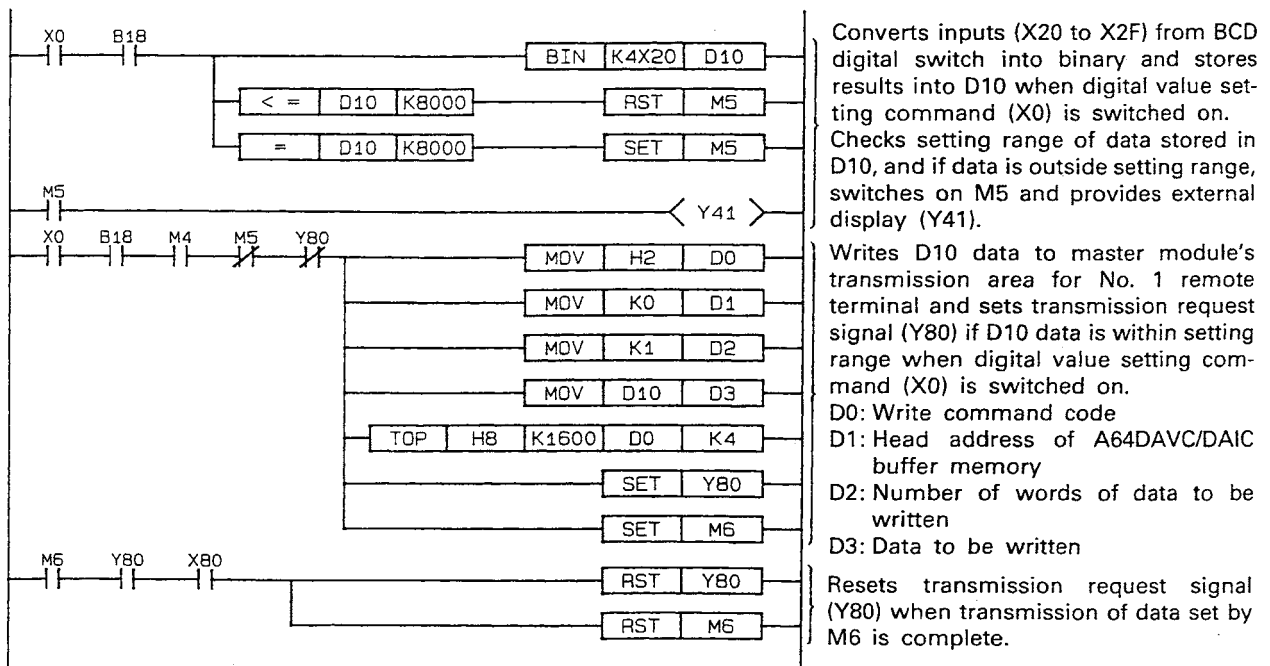 X0 B18
BIN K4X20 D10
< = D10 K8000 RST M5
= D10 K8000 SET M5
M5
Y41
X0 B18 M4 M5 Y80
MOV H2 D0
MOV K0 D1
MOV K1 D2
MOV D10 D3
TOP H8 K1600 D0 K4
SET Y80
SET M6
M6 Y80 X80
RST Y80
RST M6
Converts inputs (X20 to X2F) from BCD
digital switch into binary and stores
results into D10 when digital value set-
ting command (X0) is switched on.
Checks setting range of data stored in
D10, and if data is outside setting range,
switches on M5 and provides external
display (Y41).
Writes D10 data to master module's
transmission area for No. 1 remote
terminal and sets transmission request
signal (Y80) if D10 data is within setting
range when digital value setting com-
mand (X0) is switched on.
D0: Write command code
D1: Head address of A64DAVC/DAIC
buffer memory
D2: Number of words of data to be
written
D3: Data to be written
Resets transmission request signal
(Y80) when transmission of data set by
M6 is complete.